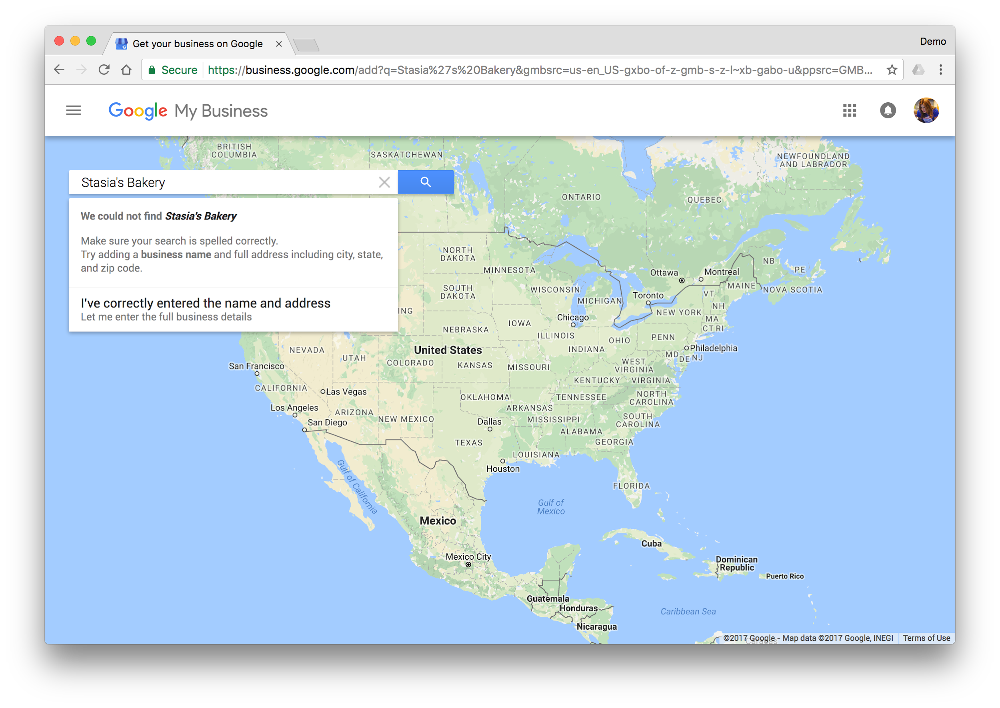 Get your business on Google
Demo
Secure https://business.google.com/add?q=Stasia%27s%20Bakery&gmbsrc=us-en_US-gxbo-of-z-gmb-s-z-l~xb-gabo-u&ppsrc=GMB...
Google My Business
Stasia's Bakery
We could not find Stasia's Bakery
Make sure your search is spelled correctly.
Try adding a business name and full address including city, state,
and zip code.
I've correctly entered the name and address
Let me enter the full business details
BRITISH
COLUMBIA
SASKATCHEWAN
NEWFOUNDLAND
AND LABRADOR
ONTARIO
QUEBEC
NORTH
DAKOTA
MINNESOTA
NB
PE
Ottawa
Montreal
MAINE
NOVA SCOTIA
SOUTH
DAKOTA
WISCONSIN
MICHIGAN
Toronto
VT
NH
ING
NEW YORK
MA
CT RI
Chicago
IOWA
NEBRASKA
ILLINOIS
OHIO
PENN
INDIANA
Philadelphia
NEVADA
United States
MD
DE
NJ
UTAH
COLORADO
KANSAS
MISSOURI
WEST
VIRGINIA
San Francisco
KENTUCKY
VIRGINIA
CALIFORNIA
Las Vegas
OKLAHOMA
TENNESSEE
NORTH
CAROLINA
Los Angeles
ARIZONA
ARKANSAS
NEW MEXICO
MISSISSIPPI
SOUTH
CAROLINA
San Diego
Dallas
ALABAMA
TEXAS
GEORGIA
LOUISIANA
Houston
Gulf of California
FLORIDA
Gulf of
Mexico
Mexico
Cuba
Mexico City
Dominican
Republic
Puerto Rico
Guatemala
Honduras
Caribbean Sea
Nicaragua
Caracas
©2017 Google - Map data ©2017 Google, INEGI
Terms of Use